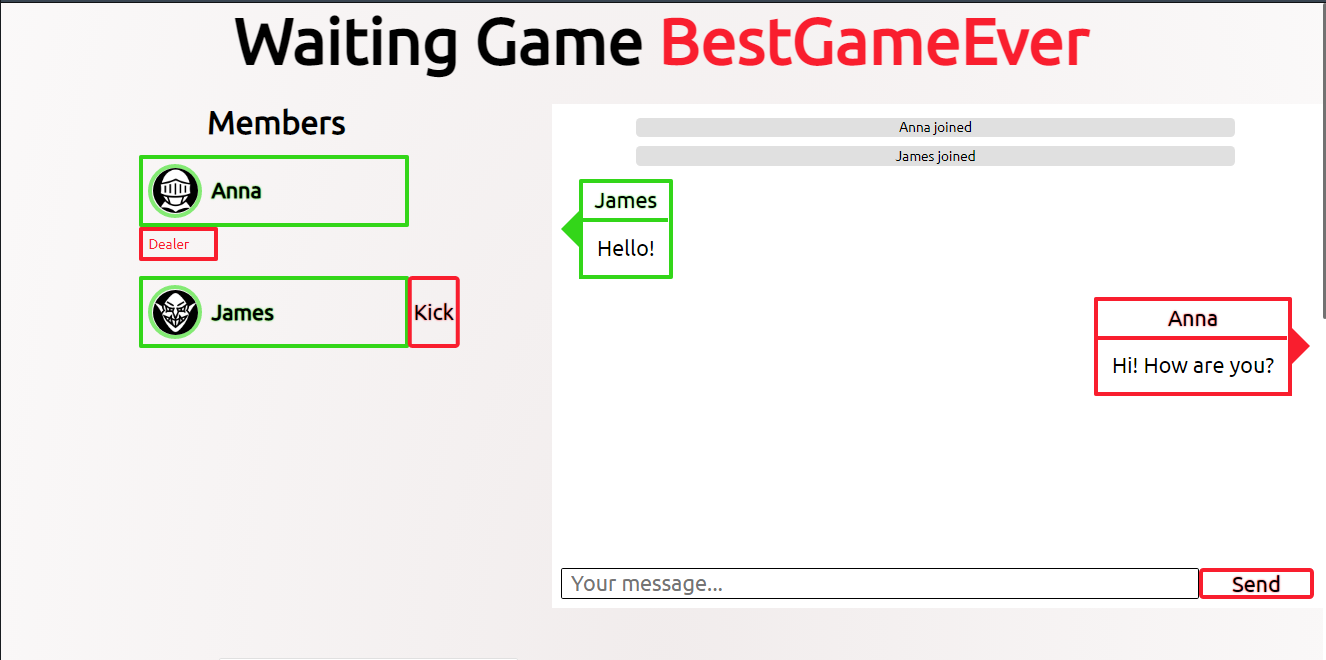 Waiting Game BestGameEver
Members
Anna
Dealer
James
Kick
Anna joined
James joined
James
Hello!
Anna
Hi! How are you?
Your message...
Send